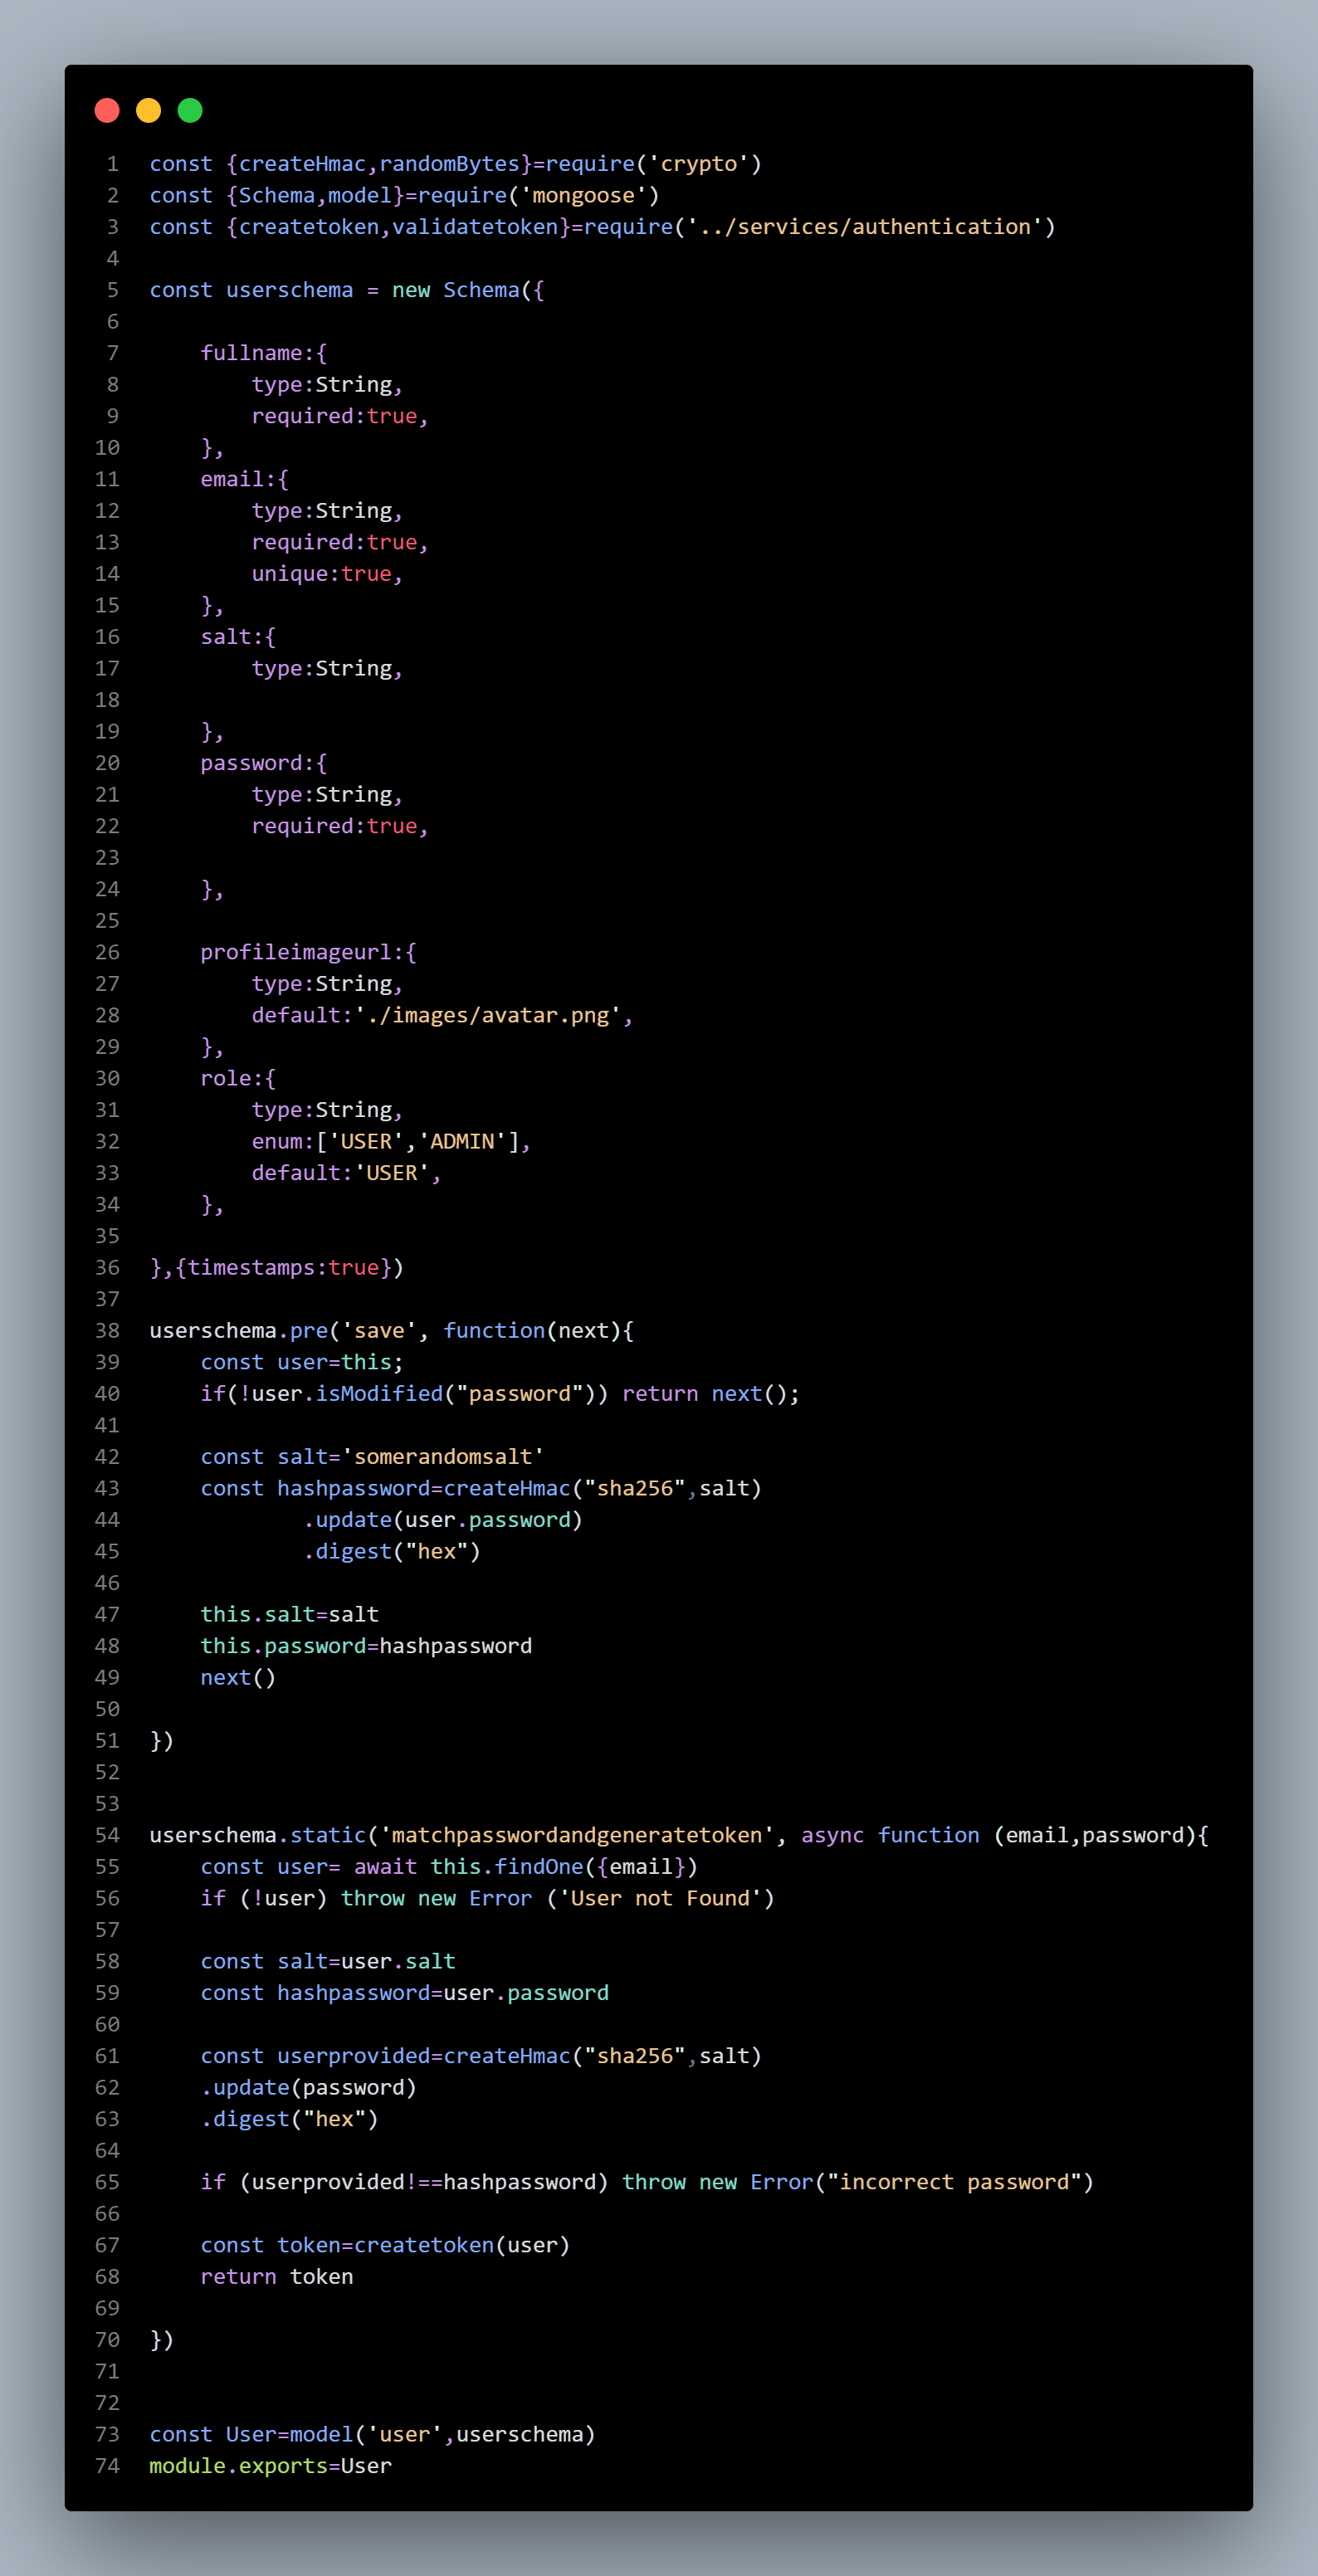 1 const {createHmac,randomBytes}=require('crypto')
2 const {Schema,model}=require('mongoose')
3 const {createtoken,validatetoken}=require('../services/authentication')
4
5 const userschema = new Schema({
6
7     fullname:{
8         type:String,
9         required:true,
10     },
11     email:{
12         type:String,
13         required:true,
14         unique:true,
15     },
16     salt:{
17         type:String,
18
19     },
20     password:{
21         type:String,
22         required:true,
23
24     },
25
26     profileimageurl:{
27         type:String,
28         default:'./images/avatar.png',
29     },
30     role:{
31         type:String,
32         enum:['USER','ADMIN'],
33         default:'USER',
34     },
35
36 },{timestamps:true})
37
38 userschema.pre('save', function(next){
39     const user=this;
40     if(!user.isModified("password")) return next();
41
42     const salt='somerandomsalt'
43     const hashpassword=createHmac("sha256",salt)
44             .update(user.password)
45             .digest("hex")
46
47     this.salt=salt
48     this.password=hashpassword
49     next()
50
51 })
52
53
54 userschema.static('matchpasswordandgeneratetoken', async function (email,password){
55     const user= await this.findOne({email})
56     if (!user) throw new Error ('User not Found')
57
58     const salt=user.salt
59     const hashpassword=user.password
60
61     const userprovided=createHmac("sha256",salt)
62     .update(password)
63     .digest("hex")
64
65     if (userprovided!==hashpassword) throw new Error("incorrect password")
66
67     const token=createtoken(user)
68     return token
69
70 })
71
72
73 const User=model('user',userschema)
74 module.exports=User